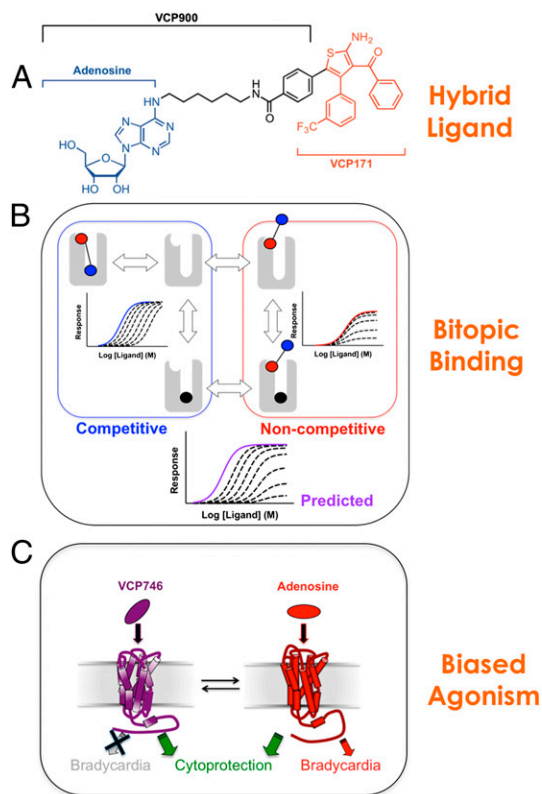 VCP900
A
Adenosine
NH₂
S
O
HN
H
N
O
F₃C
N
N
N
N
HO
O
HO
OH
VCP171
Hybrid
Ligand
B
Response
Log [Ligand] (M)
Response
Log [Ligand] (M)
Competitive
Non-competitive
Response
Predicted
Log [Ligand] (M)
Bitopic
Binding
C
VCP746
Adenosine
Bradycardia
Cytoprotection
Bradycardia
Biased
Agonism